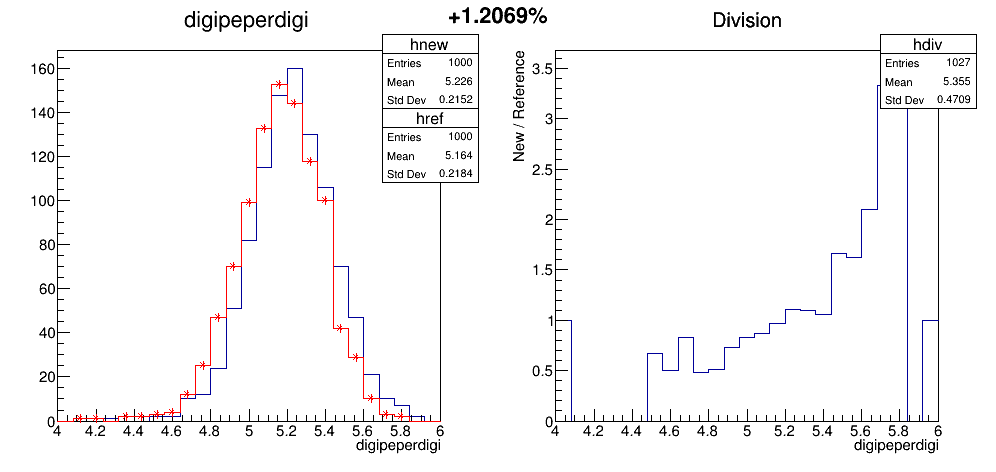 digipeperdigi
+1.2069%
Division
hnew
Entries 1000
Mean 5.226
Std Dev 0.2152
href
Entries 1000
Mean 5.164
Std Dev 0.2184
160
140
120
100
80
60
40
20
0
4 4.2 4.4 4.6 4.8 5 5.2 5.4 5.6 5.8 6
digipeperdigi
hdiv
Entries 1027
Mean 5.355
Std Dev 0.4709
New / Reference
3.5
3
2.5
2
1.5
1
0.5
0
4 4.2 4.4 4.6 4.8 5 5.2 5.4 5.6 5.8 6
digipeperdigi